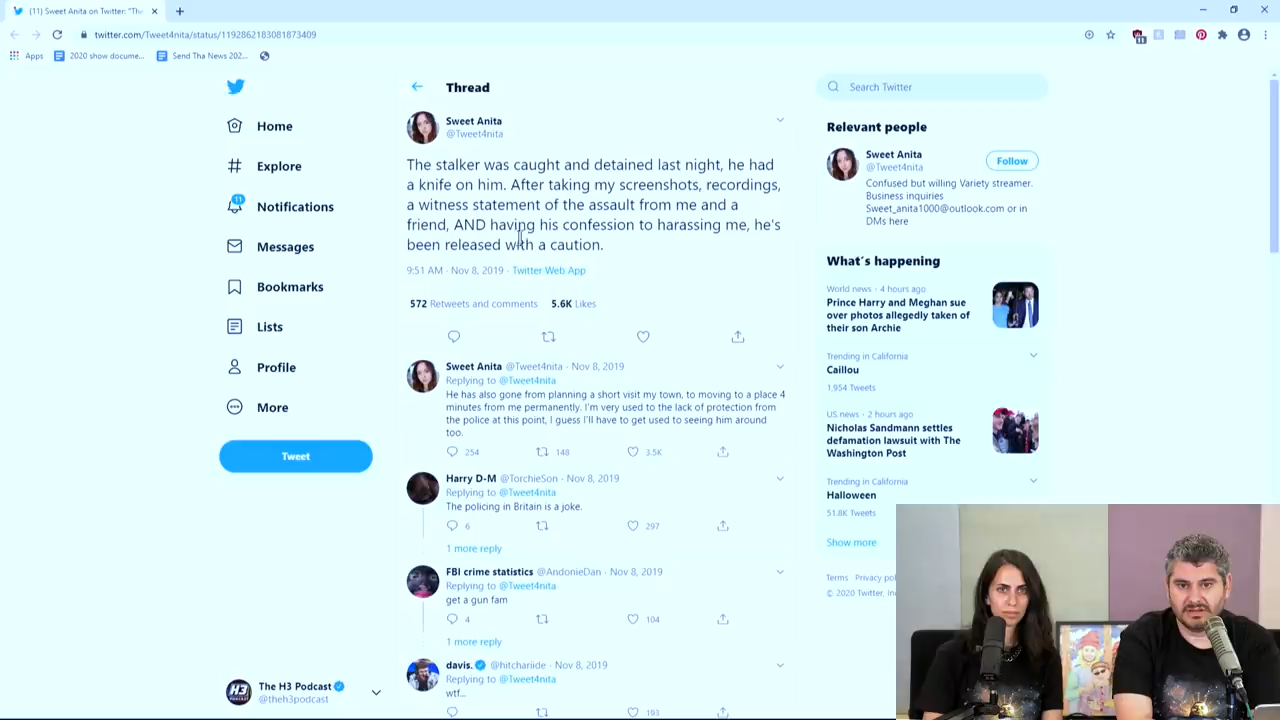 (11) Sweet Anita on Twitter: "The
twitter.com/Tweet4nita/status/1192862183081873409
Apps
2020 show docume...
Send Tha News 202...
11
Home
Explore
11
Notifications
Messages
Bookmarks
Lists
Profile
More
Tweet
The H3 Podcast
@theh3podcast
H3
PODCAST
Thread
Sweet Anita
@Tweet4nita
The stalker was caught and detained last night, he had
a knife on him. After taking my screenshots, recordings,
a witness statement of the assault from me and a
friend, AND having his confession to harassing me, he's
been released with a caution.
9:51 AM · Nov 8, 2019 · Twitter Web App
572 Retweets and comments 5.6K Likes
Sweet Anita @Tweet4nita · Nov 8, 2019
Replying to @Tweet4nita
He has also gone from planning a short visit my town, to moving to a place 4
minutes from me permanently. I'm very used to the lack of protection from
the police at this point, I guess I'll have to get used to seeing him around
too.
254 148 3.5K
Harry D-M @TorchieSon · Nov 8, 2019
Replying to @Tweet4nita
The policing in Britain is a joke.
6 297
1 more reply
FBI crime statistics @AndonieDan · Nov 8, 2019
Replying to @Tweet4nita
get a gun fam
4 104
1 more reply
davis. @hitchariide · Nov 8, 2019
Replying to @Tweet4nita
wtf...
193
Search Twitter
Relevant people
Sweet Anita
@Tweet4nita
Follow
Confused but willing Variety streamer.
Business inquiries
Sweet_anita1000@outlook.com or in
DMs here
What's happening
World news · 4 hours ago
Prince Harry and Meghan sue
over photos allegedly taken of
their son Archie
Trending in California
Caillou
1,954 Tweets
US news · 2 hours ago
Nicholas Sandmann settles
defamation lawsuit with The
Washington Post
Trending in California
Halloween
51.8K Tweets
Show more
Terms Privacy pol
© 2020 Twitter, In